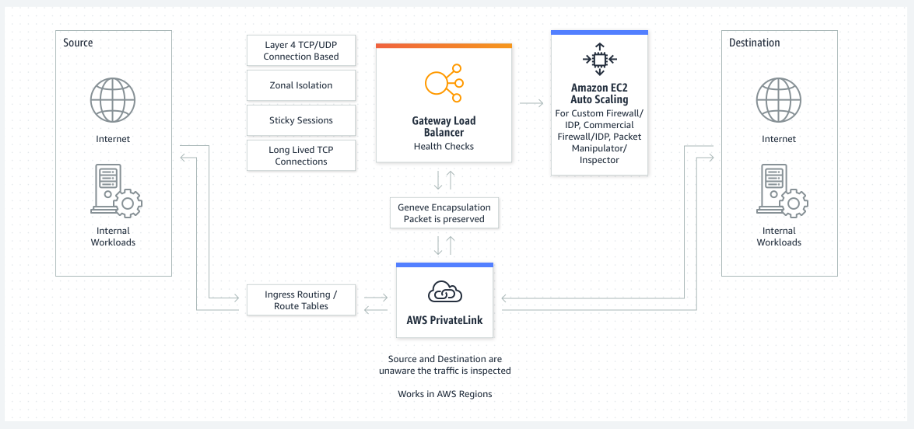 Source
Internet
Internal
Workloads
Layer 4 TCP/UDP
Connection Based
Zonal Isolation
Sticky Sessions
Long Lived TCP
Connections
Gateway Load
Balancer
Health Checks
Amazon EC2
Auto Scaling
For Custom Firewall/
IDP, Commercial
Firewall/IDP, Packet
Manipulator/
Inspector
Geneve Encapsulation
Packet is preserved
Ingress Routing /
Route Tables
AWS PrivateLink
Source and Destination are
unaware the traffic is inspected
Works in AWS Regions
Destination
Internet
Internal
Workloads